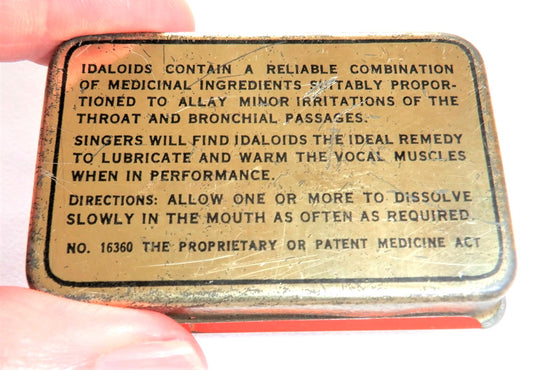 IDALOIDS CONTAIN A RELIABLE COMBINATION
OF MEDICINAL INGREDIENTS SUITABLY PROPOR-
TIONED TO ALLAY MINOR IRRITATIONS OF THE
THROAT AND BRONCHIAL PASSAGES.
SINGERS WILL FIND IDALOIDS THE IDEAL REMEDY
TO LUBRICATE AND WARM THE VOCAL MUSCLES
WHEN IN PERFORMANCE.
DIRECTIONS: ALLOW ONE OR MORE TO DISSOLVE
SLOWLY IN THE MOUTH AS OFTEN AS REQUIRED.
NO. 16360 THE PROPRIETARY OR PATENT MEDICINE ACT